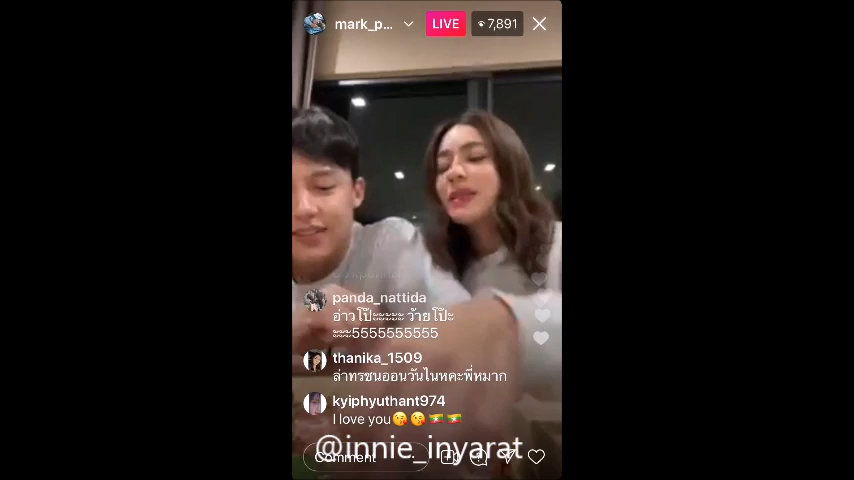 mark_p...
LIVE
7,891
panda_nattida
อ่าวโป๊ะะะะะ ว้ายโป๊ะ
ะะะ5555555555
thanika_1509
ล่าทรชนออนวันไนหคะพี่หมาก
kyiphyuthant974
I love you😘😘🇲🇲🇲🇲
@innie_inyarat
Comment